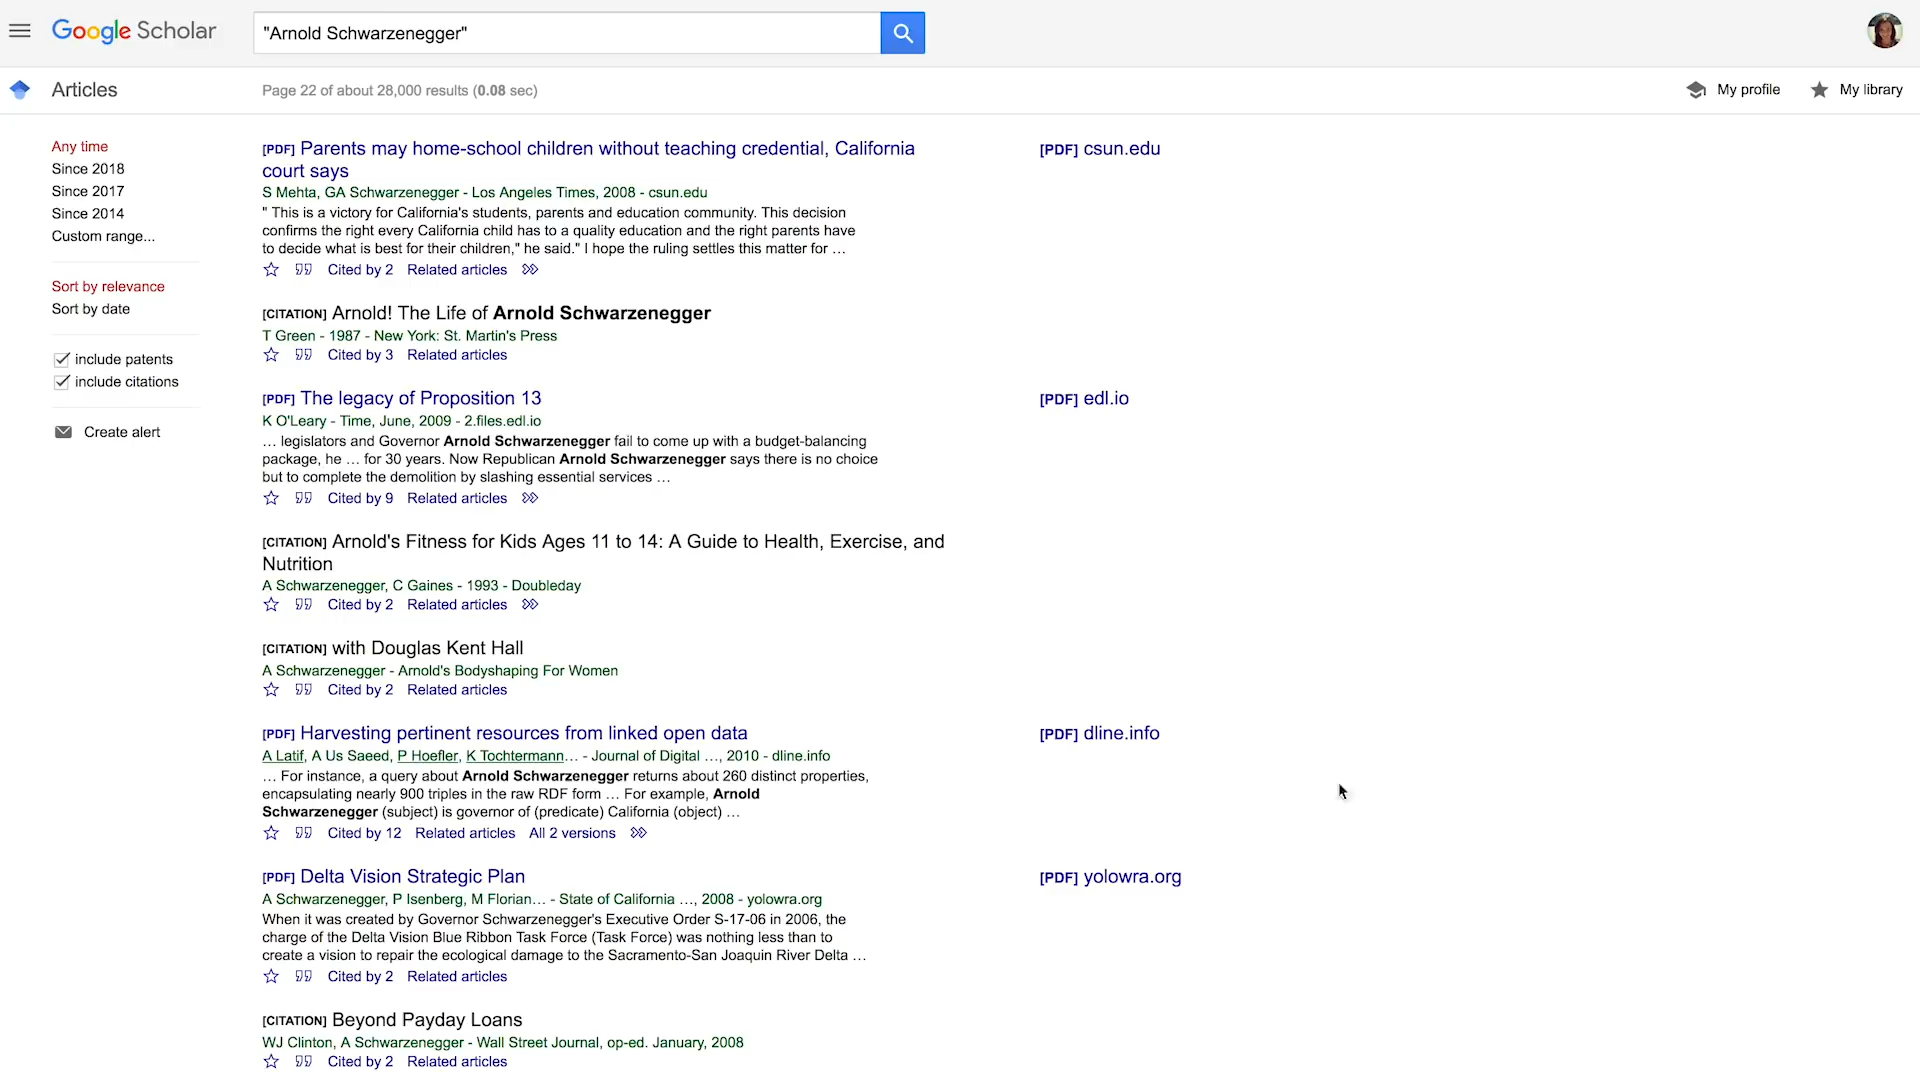 Google Scholar
"Arnold Schwarzenegger"
Articles
Page 22 of about 28,000 results (0.08 sec)
My profile
My library
Any time
Since 2018
Since 2017
Since 2014
Custom range...
Sort by relevance
Sort by date
include patents
include citations
Create alert
[PDF] Parents may home-school children without teaching credential, California
court says
S Mehta, GA Schwarzenegger - Los Angeles Times, 2008 - csun.edu
" This is a victory for California's students, parents and education community. This decision
confirms the right every California child has to a quality education and the right parents have
to decide what is best for their children," he said." I hope the ruling settles this matter for …
Cited by 2 Related articles
[PDF] csun.edu
[CITATION] Arnold! The Life of Arnold Schwarzenegger
T Green - 1987 - New York: St. Martin's Press
Cited by 3 Related articles
[PDF] The legacy of Proposition 13
K O'Leary - Time, June, 2009 - 2.files.edl.io
… legislators and Governor Arnold Schwarzenegger fail to come up with a budget-balancing
package, he … for 30 years. Now Republican Arnold Schwarzenegger says there is no choice
but to complete the demolition by slashing essential services …
Cited by 9 Related articles
[PDF] edl.io
[CITATION] Arnold's Fitness for Kids Ages 11 to 14: A Guide to Health, Exercise, and
Nutrition
A Schwarzenegger, C Gaines - 1993 - Doubleday
Cited by 2 Related articles
[CITATION] with Douglas Kent Hall
A Schwarzenegger - Arnold's Bodyshaping For Women
Cited by 2 Related articles
[PDF] Harvesting pertinent resources from linked open data
A Latif, A Us Saeed, P Hoefler, K Tochtermann… - Journal of Digital …, 2010 - dline.info
… For instance, a query about Arnold Schwarzenegger returns about 260 distinct properties,
encapsulating nearly 900 triples in the raw RDF form … For example, Arnold
Schwarzenegger (subject) is governor of (predicate) California (object) …
Cited by 12 Related articles All 2 versions
[PDF] dline.info
[PDF] Delta Vision Strategic Plan
A Schwarzenegger, P Isenberg, M Florian… - State of California …, 2008 - yolowra.org
When it was created by Governor Schwarzenegger's Executive Order S-17-06 in 2006, the
charge of the Delta Vision Blue Ribbon Task Force (Task Force) was nothing less than to
create a vision to repair the ecological damage to the Sacramento-San Joaquin River Delta …
Cited by 2 Related articles
[PDF] yolowra.org
[CITATION] Beyond Payday Loans
WJ Clinton, A Schwarzenegger - Wall Street Journal, op-ed. January, 2008
Cited by 2 Related articles